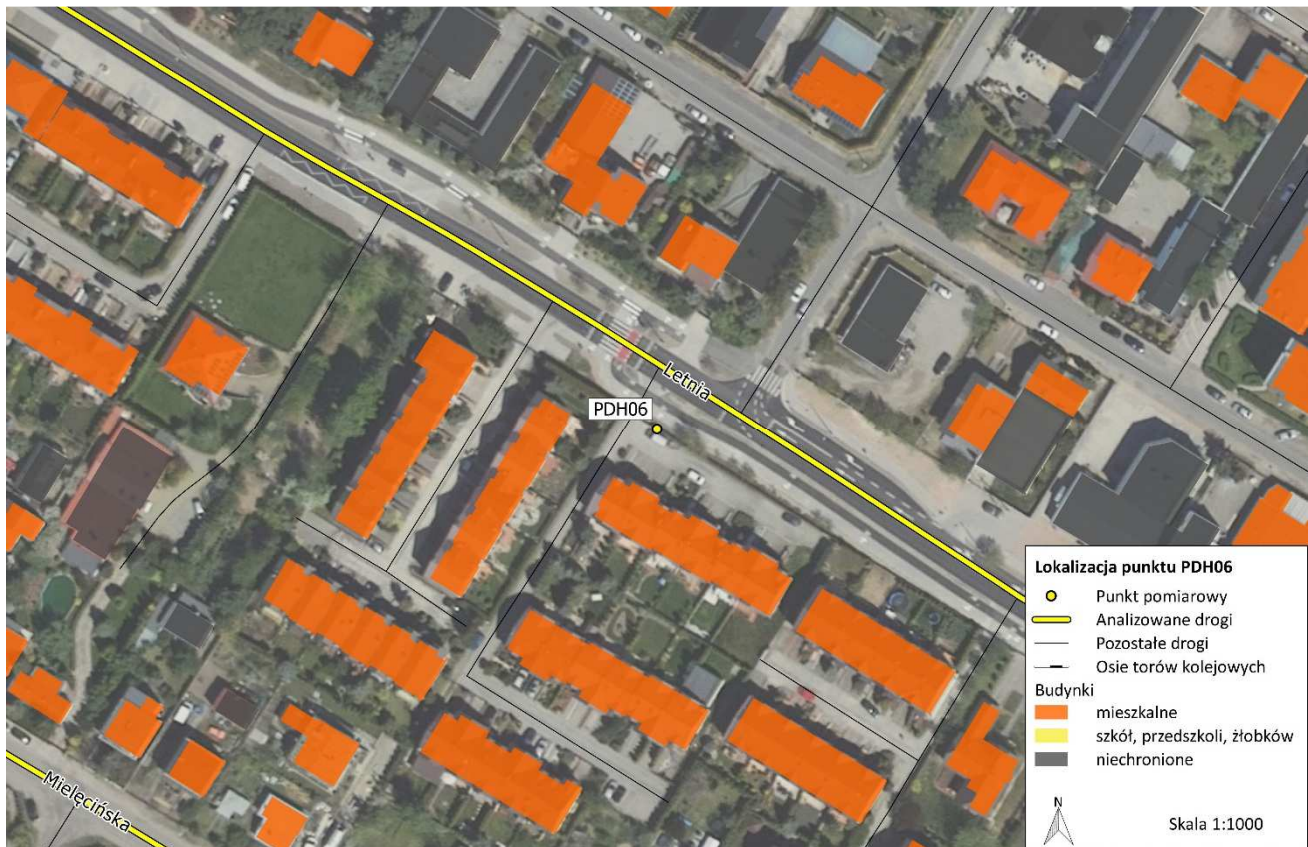 Letnia
PDH06
Mielęcińska
Lokalizacja punktu PDH06
Punkt pomiarowy
Analizowane drogi
Pozostałe drogi
Osie torów kolejowych
Budynki
mieszkalne
szkół, przedszkoli, żłobków
niechronione
N
Skala 1:1000